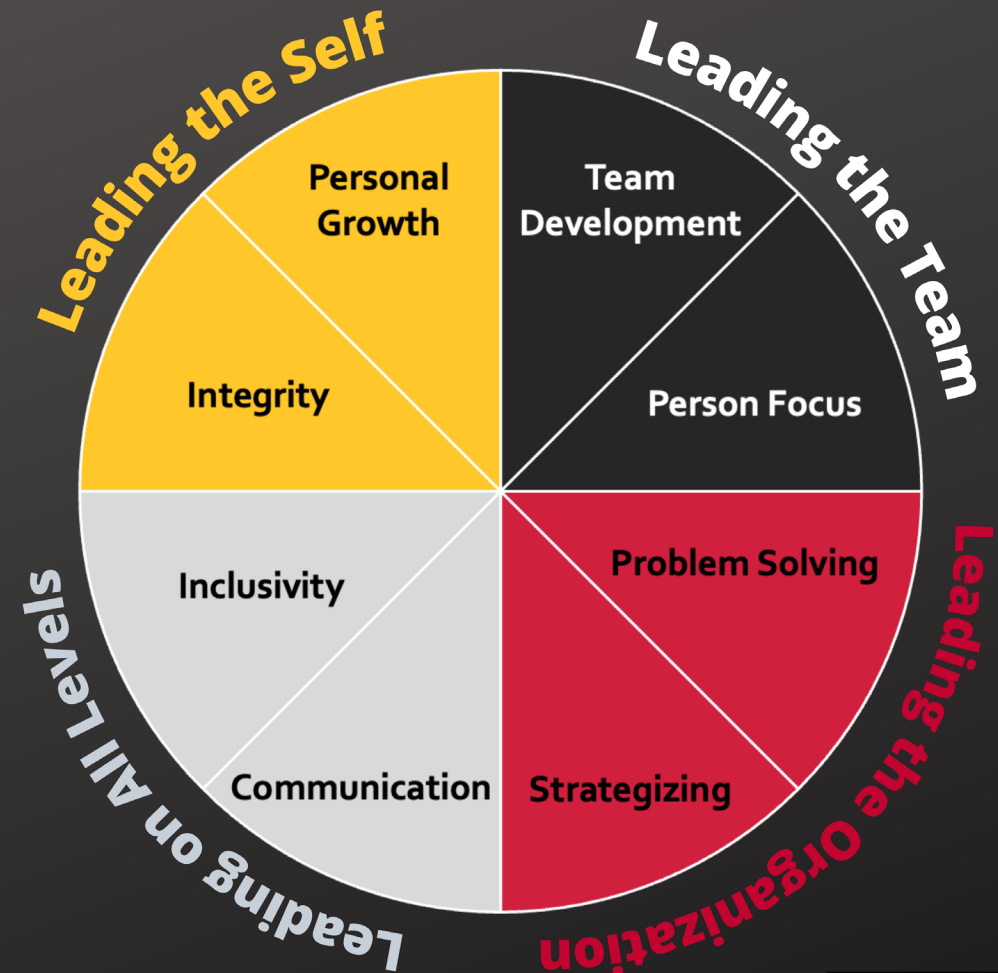 Leading the Self
Leading the Team
Personal
Growth
Team
Development
Integrity
Person Focus
Inclusivity
Problem Solving
Communication
Strategizing
Leading on All Levels
Leading the Organization